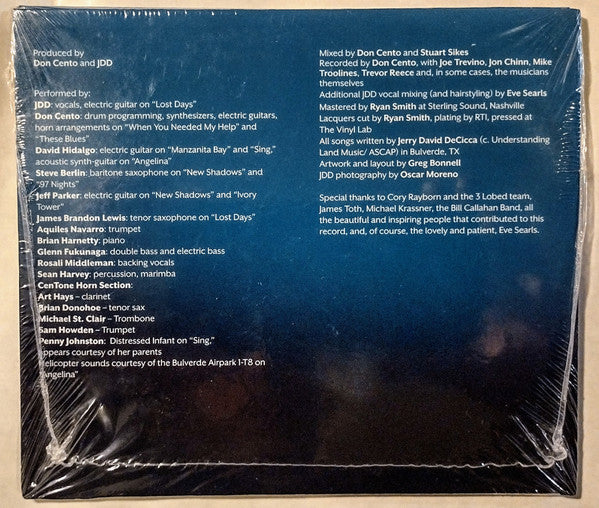 Produced by
Don Cento and JDD
Performed by:
JDD: vocals, electric guitar on "Lost Days"
Don Cento: drum programming, synthesizers, electric guitars,
horn arrangements on "When You Needed My Help" and
"These Blues"
David Hidalgo: electric guitar on "Manzanita Bay" and "Sing,"
acoustic synth-guitar on "Angelina"
Steve Berlin: baritone saxophone on "New Shadows" and
"97 Nights"
Jeff Parker: electric guitar on "New Shadows" and "Ivory
Tower"
James Brandon Lewis: tenor saxophone on "Lost Days"
Aquiles Navarro: trumpet
Brian Harnetty: piano
Glenn Fukunaga: double bass and electric bass
Rosali Middleman: backing vocals
Sean Harvey: percussion, marimba
CenTone Horn Section:
Art Hays – clarinet
Brian Donohoe – tenor sax
Michael St. Clair – Trombone
Sam Howden – Trumpet
Penny Johnston: Distressed Infant on "Sing,"
appears courtesy of her parents
Helicopter sounds courtesy of the Bulverde Airpark 1-T8 on
"Angelina"
Mixed by Don Cento and Stuart Sikes
Recorded by Don Cento, with Joe Trevino, Jon Chinn, Mike
Troolines, Trevor Reece and, in some cases, the musicians
themselves
Additional JDD vocal mixing (and hairstyling) by Eve Searls
Mastered by Ryan Smith at Sterling Sound, Nashville
Lacquers cut by Ryan Smith, plating by RTI, pressed at
The Vinyl Lab
All songs written by Jerry David DeCicca (c. Understanding
Land Music/ ASCAP) in Bulverde, TX
Artwork and layout by Greg Bonnell
JDD photography by Oscar Moreno
Special thanks to Cory Rayborn and the 3 Lobed team,
James Toth, Michael Krassner, the Bill Callahan Band, all
the beautiful and inspiring people that contributed to this
record, and, of course, the lovely and patient, Eve Searls.